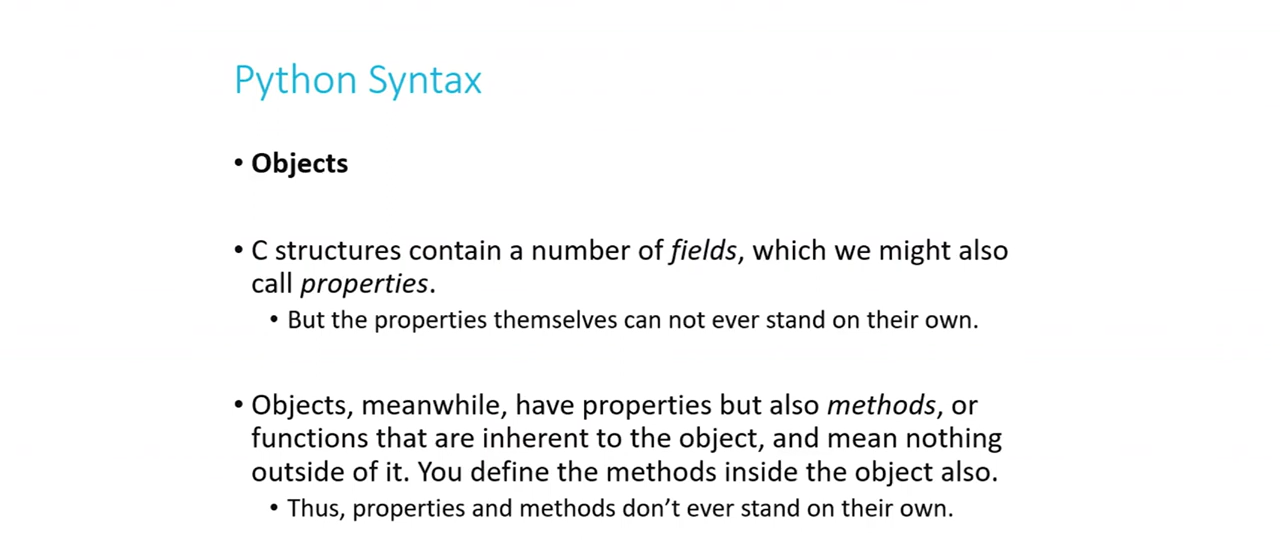 Python Syntax
• Objects
• C structures contain a number of fields, which we might also
call properties.
• But the properties themselves can not ever stand on their own.
• Objects, meanwhile, have properties but also methods, or
functions that are inherent to the object, and mean nothing
outside of it. You define the methods inside the object also.
• Thus, properties and methods don’t ever stand on their own.